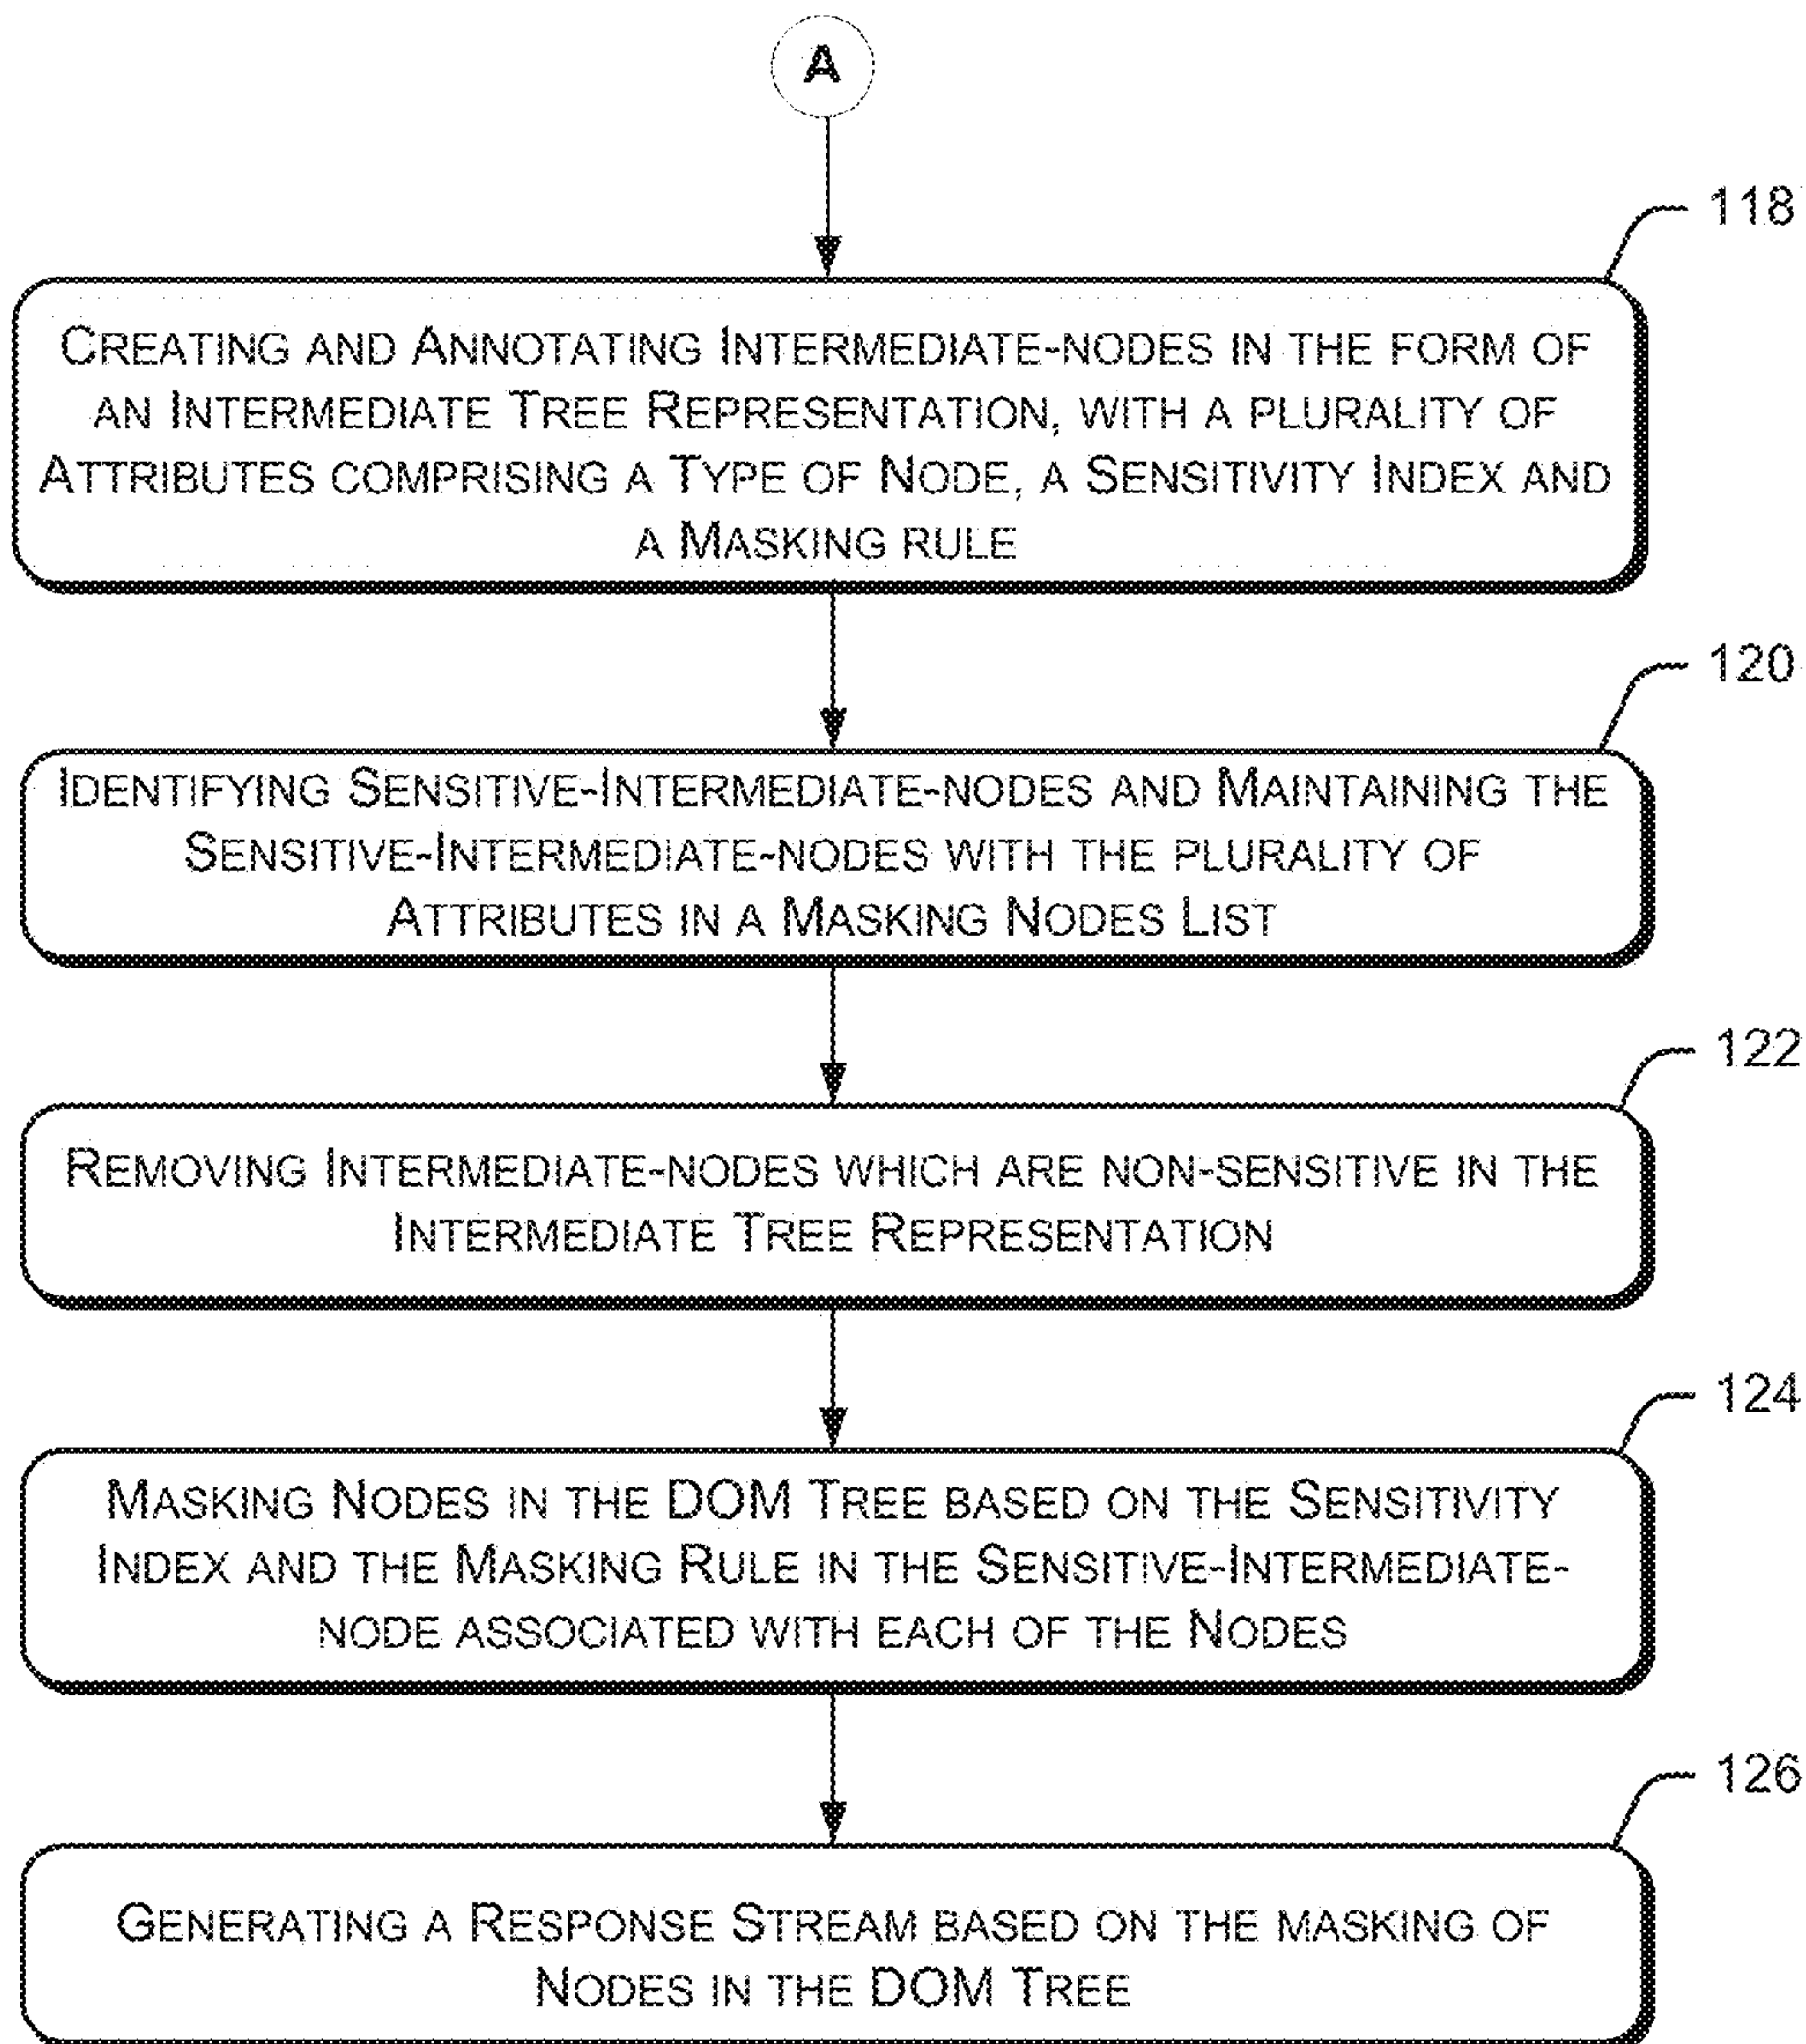 A
118
CREATING AND ANNOTATING INTERMEDIATE-NODES IN THE FORM OF
AN INTERMEDIATE TREE REPRESENTATION, WITH A PLURALITY OF
ATTRIBUTES COMPRISING A TYPE OF NODE, A SENSITIVITY INDEX AND
A MASKING RULE
120
IDENTIFYING SENSITIVE-INTERMEDIATE-NODES AND MAINTAINING THE
SENSITIVE-INTERMEDIATE-NODES WITH THE PLURALITY OF
ATTRIBUTES IN A MASKING NODES LIST
122
REMOVING INTERMEDIATE-NODES WHICH ARE NON-SENSITIVE IN THE
INTERMEDIATE TREE REPRESENTATION
124
MASKING NODES IN THE DOM TREE BASED ON THE SENSITIVITY
INDEX AND THE MASKING RULE IN THE SENSITIVE-INTERMEDIATE-
NODE ASSOCIATED WITH EACH OF THE NODES
126
GENERATING A RESPONSE STREAM BASED ON THE MASKING OF
NODES IN THE DOM TREE